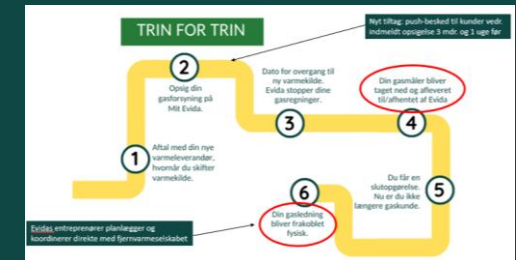 TRIN FOR TRIN
Nyt tiltag: push-besked til kunder vedr.
indmeldt opsigelse 3 mdr. og 1 uge før
2
Opsig din
gasforsyning på
Mit Evida.
Dato for overgang til
ny varmekilde.
Evida stopper dine
gasregninger.
3
Din gasmåler bliver
taget ned og afleveret
til/afhentet af Evida
4
1
Aftal med din nye
varmeleverandør,
hvornår du skifter
varmekilde.
Du får en
slutopgørelse.
Nu er du ikke
længere gaskunde.
5
6
Din gasledning
bliver frakoblet
fysisk.
Evidas entreprenører planlægger og
koordinerer direkte med fjernvarmeselskabet